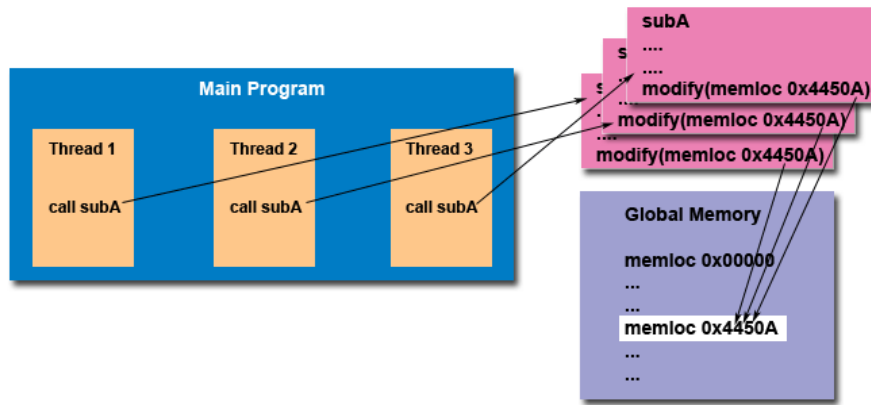 Main Program
Thread 1
call subA
Thread 2
call subA
Thread 3
call subA
subA
....
....
modify(memloc 0x4450A)
s
....
modify(memloc 0x4450A)
s
....
modify(memloc 0x4450A)
Global Memory
memloc 0x00000
...
...
memloc 0x4450A
...
...